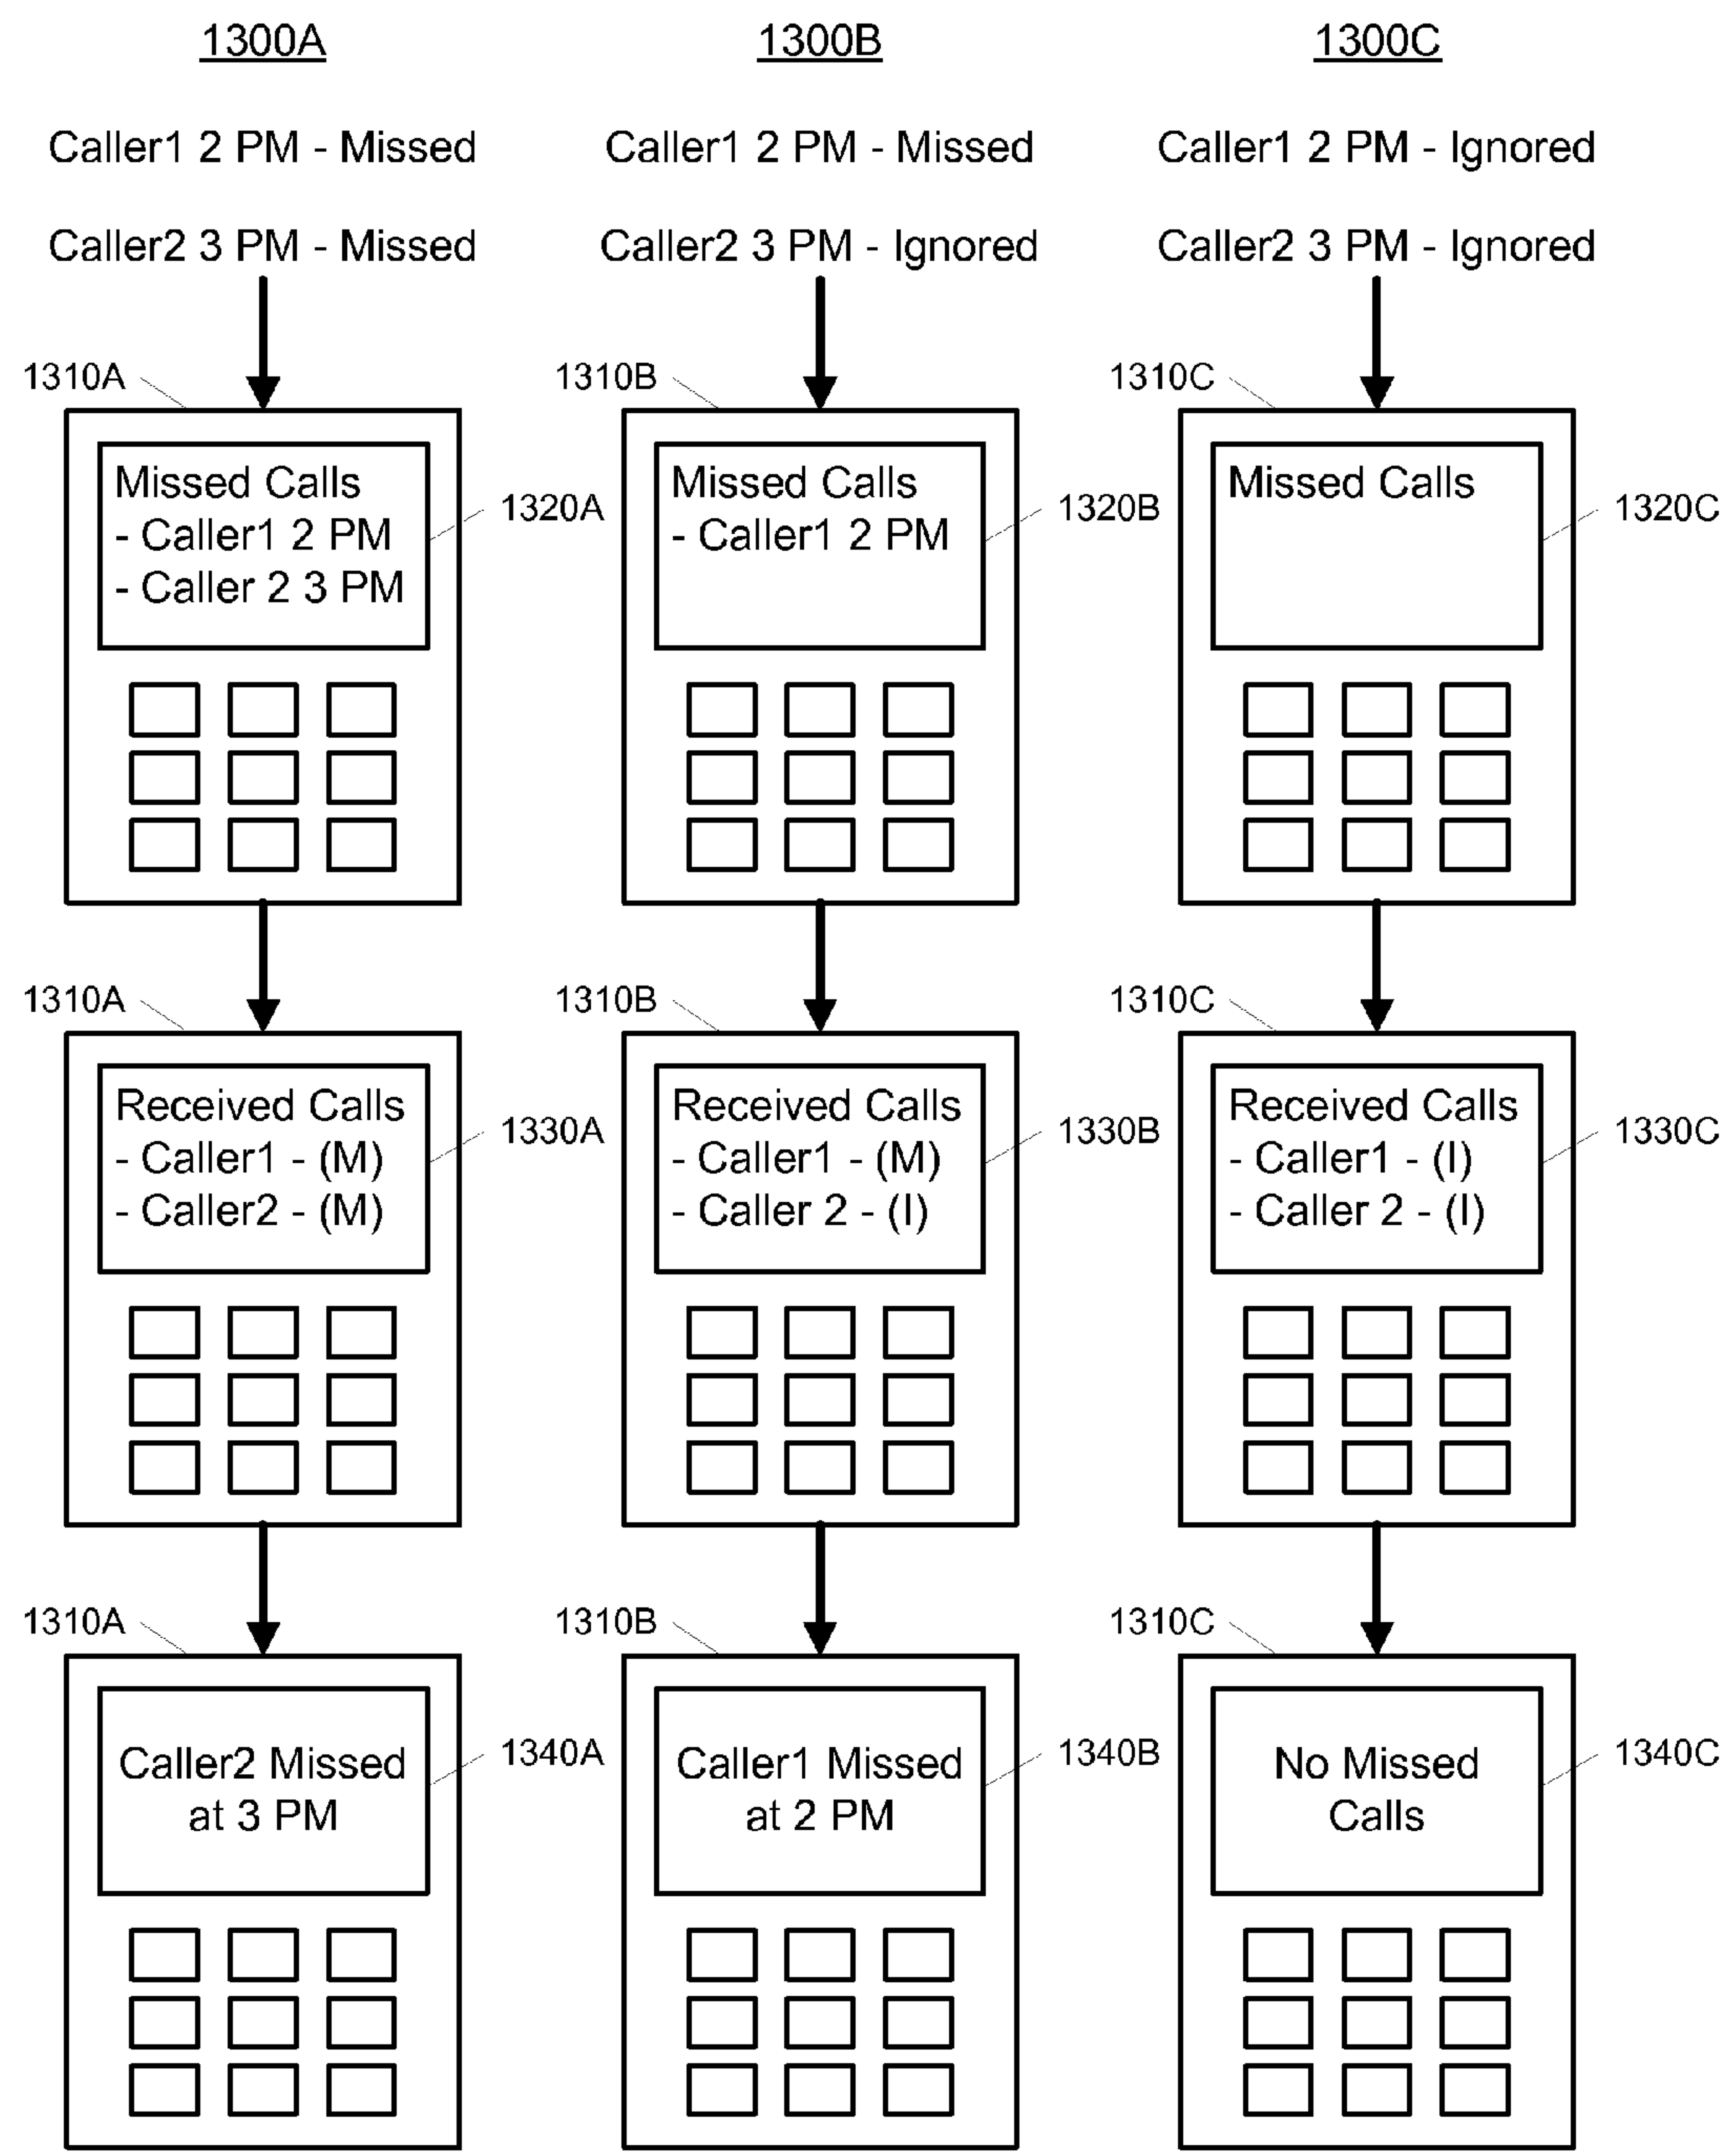 1300A
1300B
1300C
Caller1 2 PM - Missed
Caller1 2 PM - Missed
Caller1 2 PM - Ignored
Caller2 3 PM - Missed
Caller2 3 PM - Ignored
Caller2 3 PM - Ignored
1310A
1310B
1310C
Missed Calls
- Caller1 2 PM
- Caller 2 3 PM
1320A
Missed Calls
- Caller1 2 PM
1320B
Missed Calls
1320C
1310A
1310B
1310C
Received Calls
- Caller1 - (M)
- Caller2 - (M)
1330A
Received Calls
- Caller1 - (M)
- Caller 2 - (I)
1330B
Received Calls
- Caller1 - (I)
- Caller 2 - (I)
1330C
1310A
1310B
1310C
Caller2 Missed
at 3 PM
1340A
Caller1 Missed
at 2 PM
1340B
No Missed
Calls
1340C